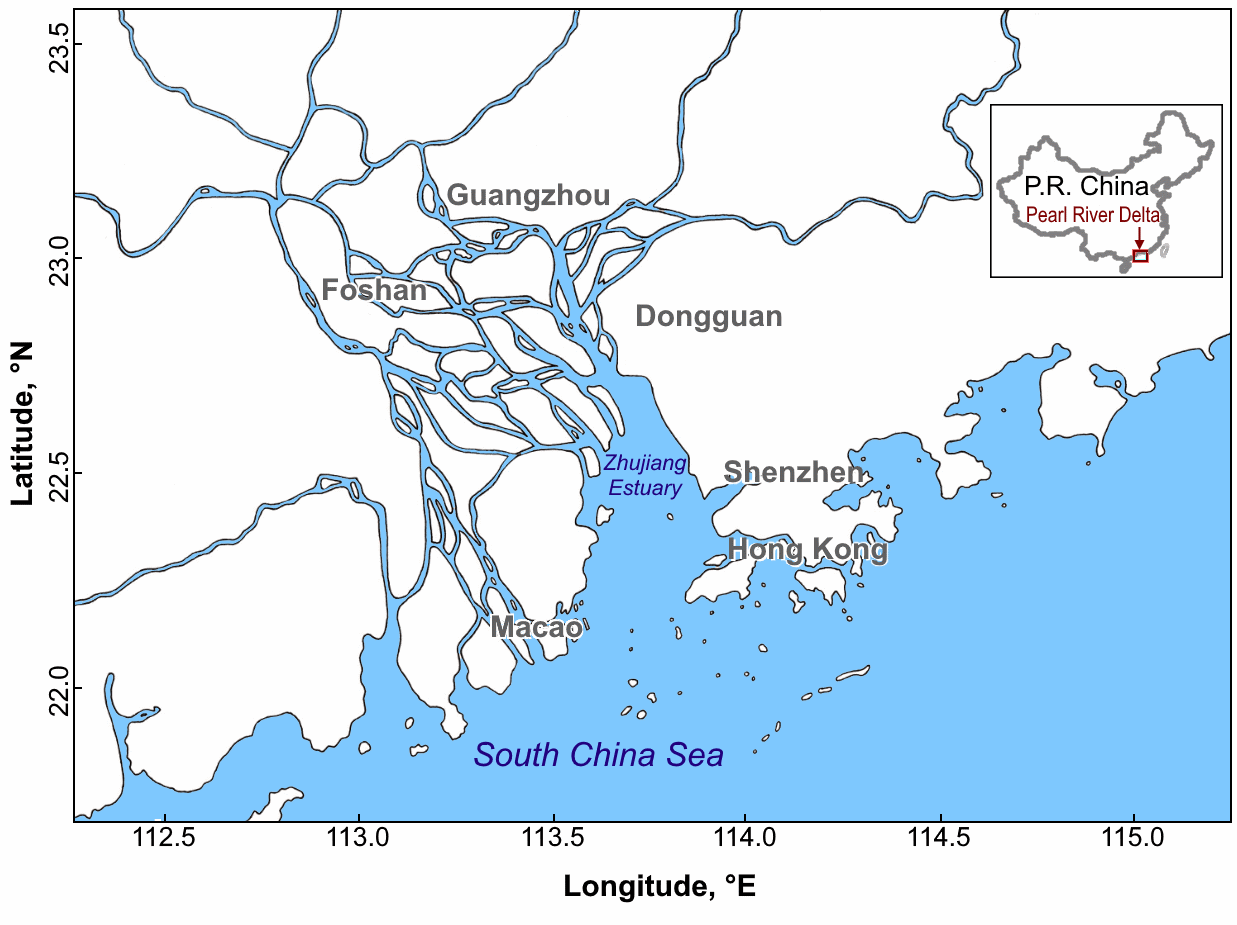 23.5
23.0
22.5
22.0
Latitude, °N
P.R. China
Pearl River Delta
Guangzhou
Foshan
Dongguan
Zhujiang
Estuary
Shenzhen
Hong Kong
Macao
South China Sea
112.5
113.0
113.5
114.0
114.5
115.0
Longitude, °E